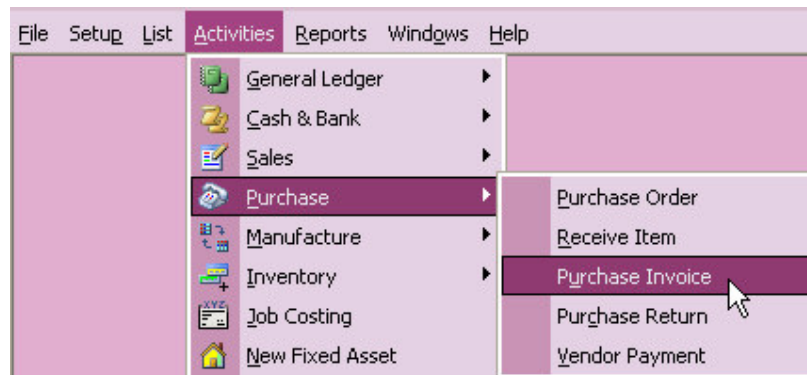 File Setup List Activities Reports Windows Help
General Ledger
Cash & Bank
Sales
Purchase
Purchase Order
Manufacture
Receive Item
Inventory
Purchase Invoice
XYZ
Job Costing
Purchase Return
New Fixed Asset
Vendor Payment